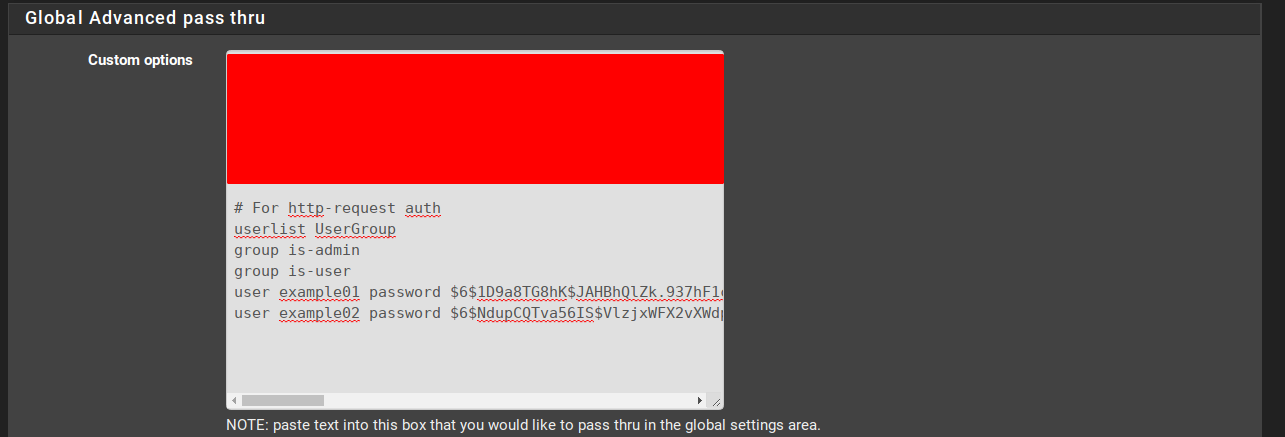 Global Advanced pass thru
Custom options
# For http-request auth
userlist UserGroup
group is-admin
group is-user
user example01 password $6$1D9a8TG8hK$JAHBhQlZk.937hF1
user example02 password $6$NdupCQTva56IS$VlzjxWFX2vXWd
NOTE: paste text into this box that you would like to pass thru in the global settings area.